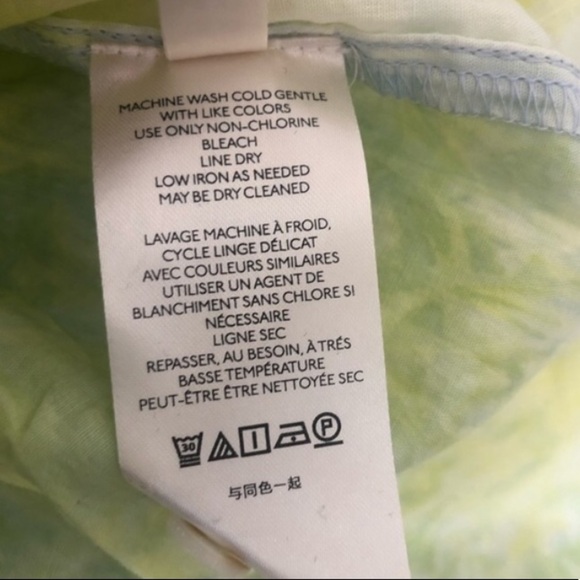 MACHINE WASH COLD GENTLE
WITH LIKE COLORS
USE ONLY NON-CHLORINE
BLEACH
LINE DRY
LOW IRON AS NEEDED
MAY BE DRY CLEANED
LAVAGE MACHINE À FROID,
CYCLE LINGE DÉLICAT
AVEC COULEURS SIMILAIRES
UTILISER UN AGENT DE
BLANCHIMENT SANS CHLORE SI
NÉCESSAIRE
LIGNE SEC
REPASSER, AU BESOIN, À TRÉS
BASSE TEMPÉRATURE
PEUT-ÊTRE ÊTRE NETTOYÉE SEC
30 P
与同色一起